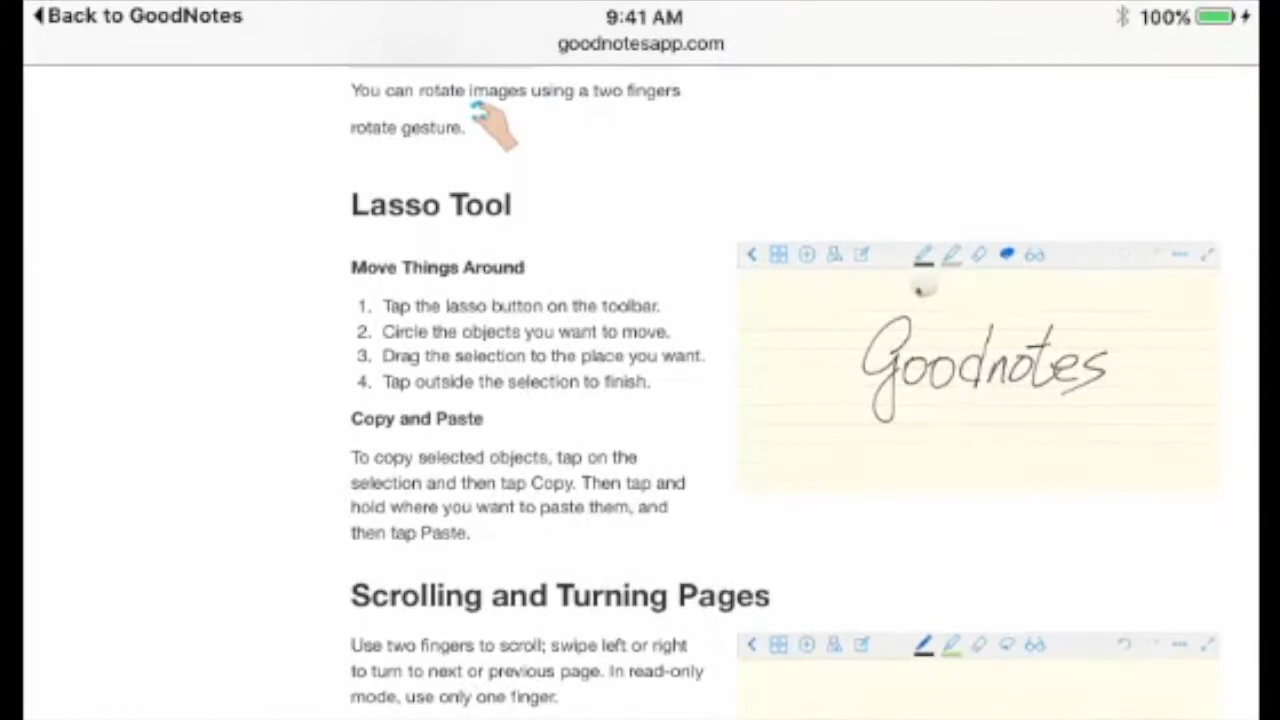 Back to GoodNotes
9:41 AM
100%
goodnotesapp.com
You can rotate images using a two fingers
rotate gesture.
Lasso Tool
Move Things Around
1. Tap the lasso button on the toolbar.
2. Circle the objects you want to move.
3. Drag the selection to the place you want.
4. Tap outside the selection to finish.
Goodnotes
Copy and Paste
To copy selected objects, tap on the
selection and then tap Copy. Then tap and
hold where you want to paste them, and
then tap Paste.
Scrolling and Turning Pages
Use two fingers to scroll; swipe left or right
to turn to next or previous page. In read-only
mode, use only one finger.